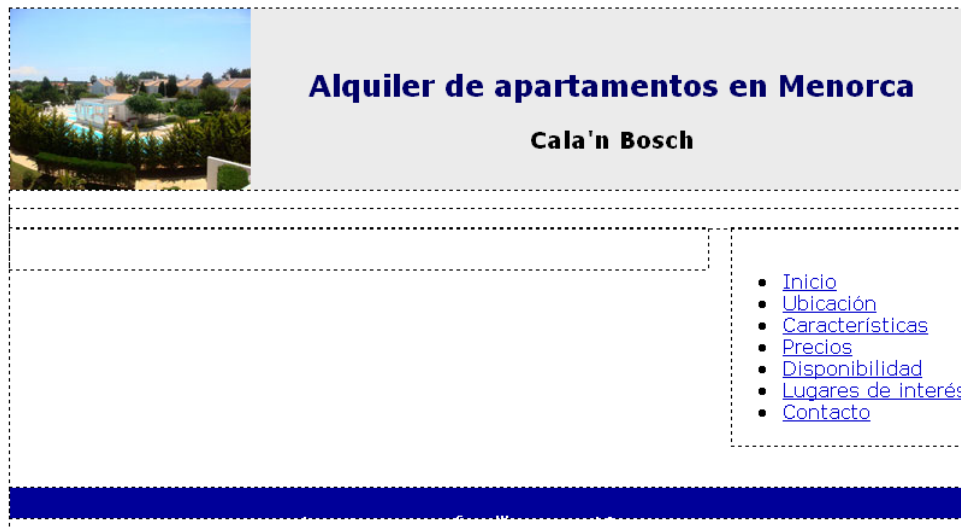 Alquiler de apartamentos en Menorca
Cala'n Bosch
Inicio
Ubicación
Características
Precios
Disponibilidad
Lugares de interés
Contacto